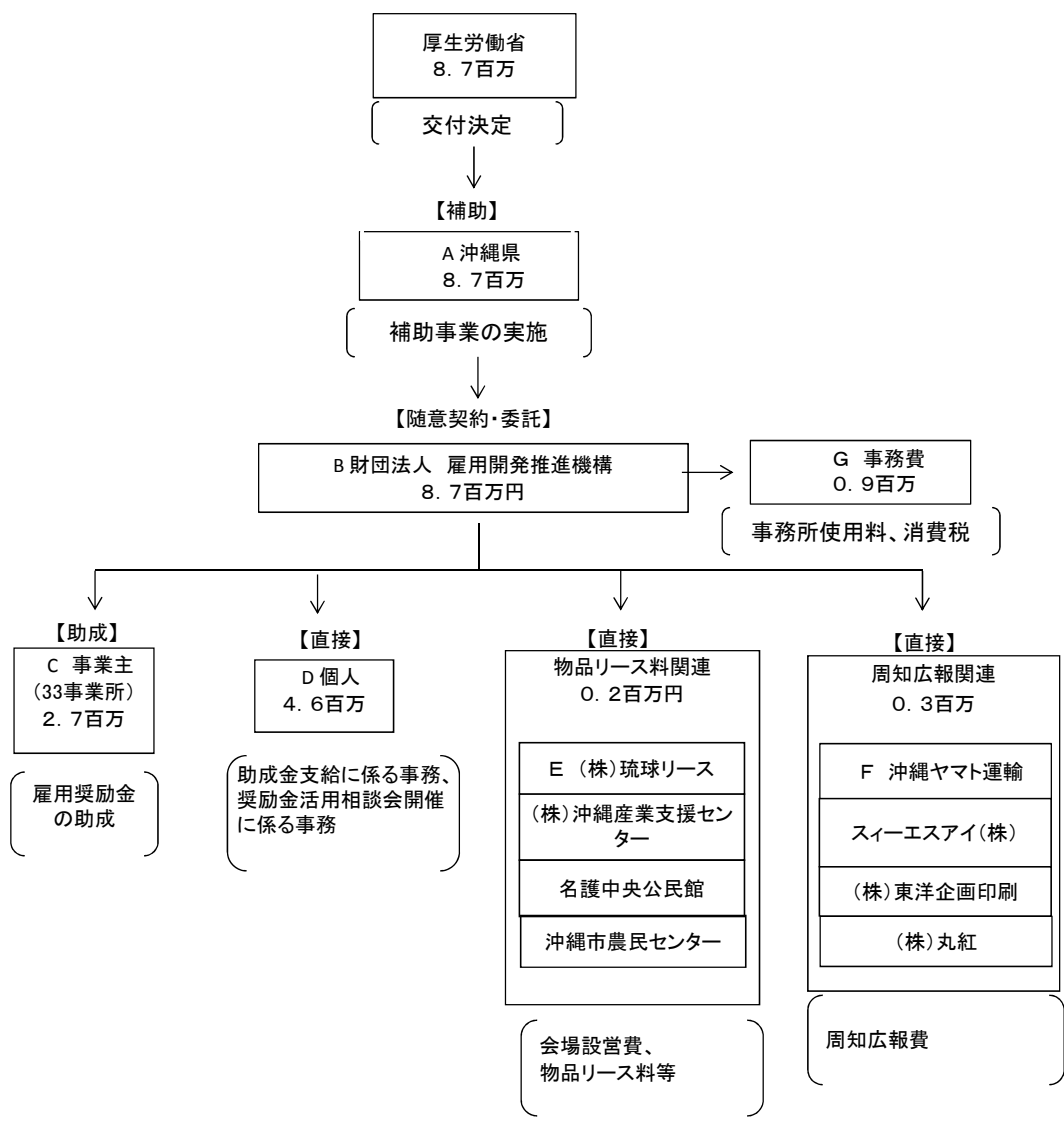 厚生労働省
8.7百万
交付決定
【補助】
A 沖縄県
8.7百万
補助事業の実施
【随意契約・委託】
B 財団法人 雇用開発推進機構
8.7百万円
G 事務費
0.9百万
事務所使用料、消費税
【助成】
C 事業主
(33事業所)
2.7百万
雇用奨励金
の助成
【直接】
D 個人
4.6百万
助成金支給に係る事務、
奨励金活用相談会開催
に係る事務
【直接】
物品リース料関連
0.2百万円
E (株)琉球リース
(株)沖縄産業支援セン
ター
名護中央公民館
沖縄市農民センター
会場設営費、
物品リース料等
【直接】
周知広報関連
0.3百万
F 沖縄ヤマト運輸
スィーエスアイ(株)
(株)東洋企画印刷
(株)丸紅
周知広報費